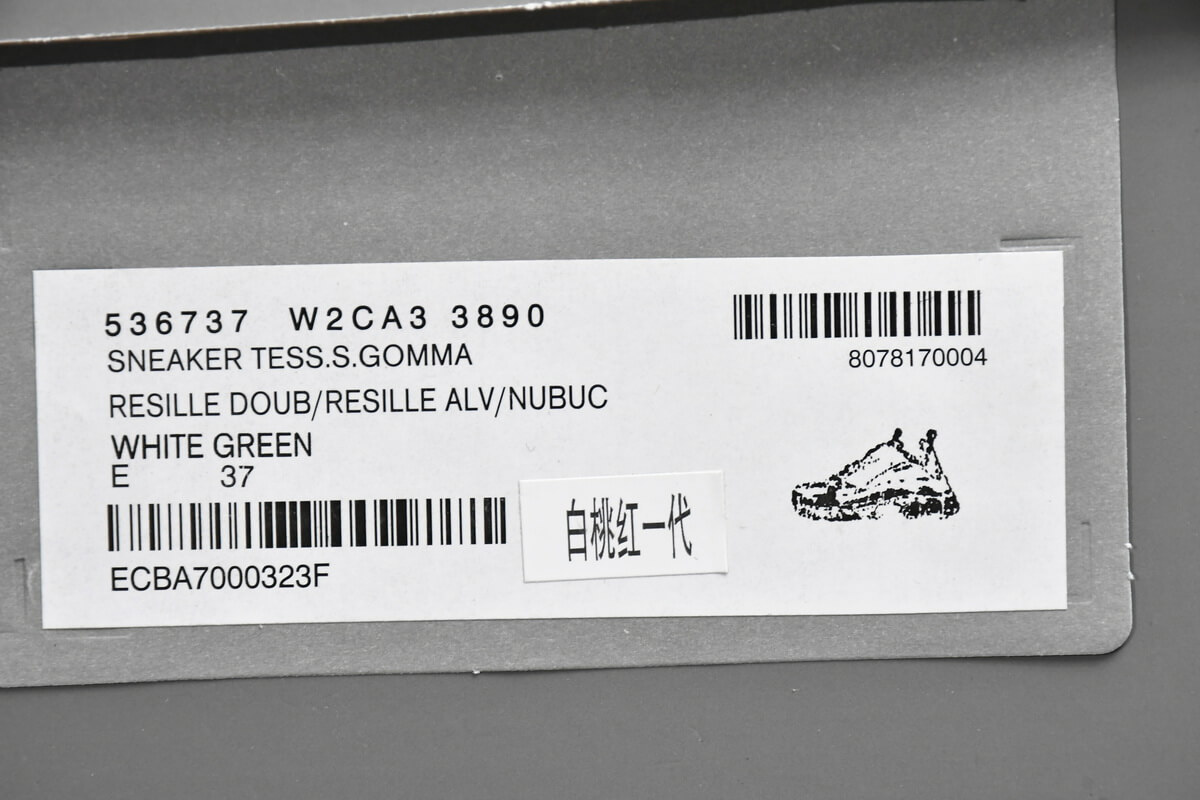 536737 W2CA3 3890
SNEAKER TESS.S.GOMMA
RESILLE DOUB/RESILLE ALV/NUBUC
WHITE GREEN
E 37
ECBA7000323F
8078170004
白桃红一代